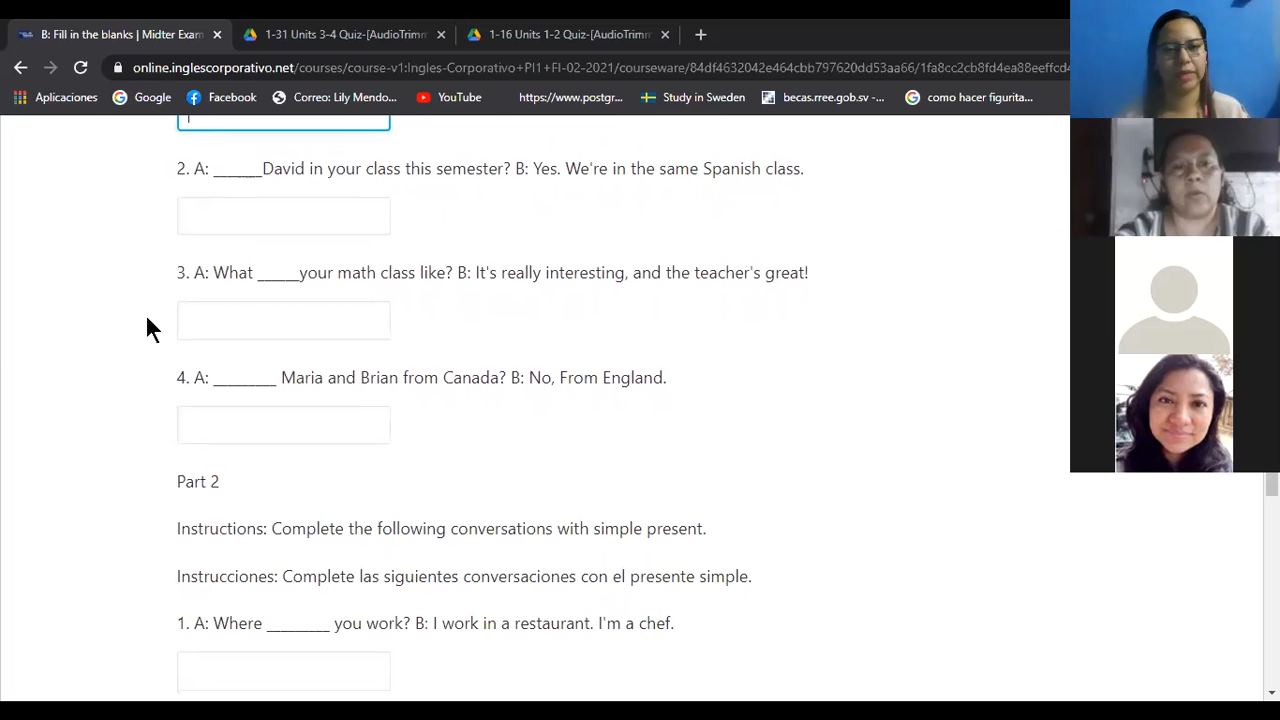 B: Fill in the blanks | Midter Exam
1-31 Units 3-4 Quiz-[AudioTrimm
1-16 Units 1-2 Quiz-[AudioTrimm
online.inglescorporativo.net/courses/course-v1:Ingles-Corporativo+PI1+FI-02-2021/courseware/84df4632042e464cbb797620dd53aa66/1fa8cc2cb8fd4ea88eeffcd4
Aplicaciones Google Facebook Correo: Lily Mendo... YouTube https://www.postgr... Study in Sweden becas.rree.gob.sv -... como hacer figurita...
2. A: ______David in your class this semester? B: Yes. We're in the same Spanish class.
3. A: What _____your math class like? B: It's really interesting, and the teacher's great!
4. A: ________ Maria and Brian from Canada? B: No, From England.
Part 2
Instructions: Complete the following conversations with simple present.
Instrucciones: Complete las siguientes conversaciones con el presente simple.
1. A: Where ________ you work? B: I work in a restaurant. I'm a chef.